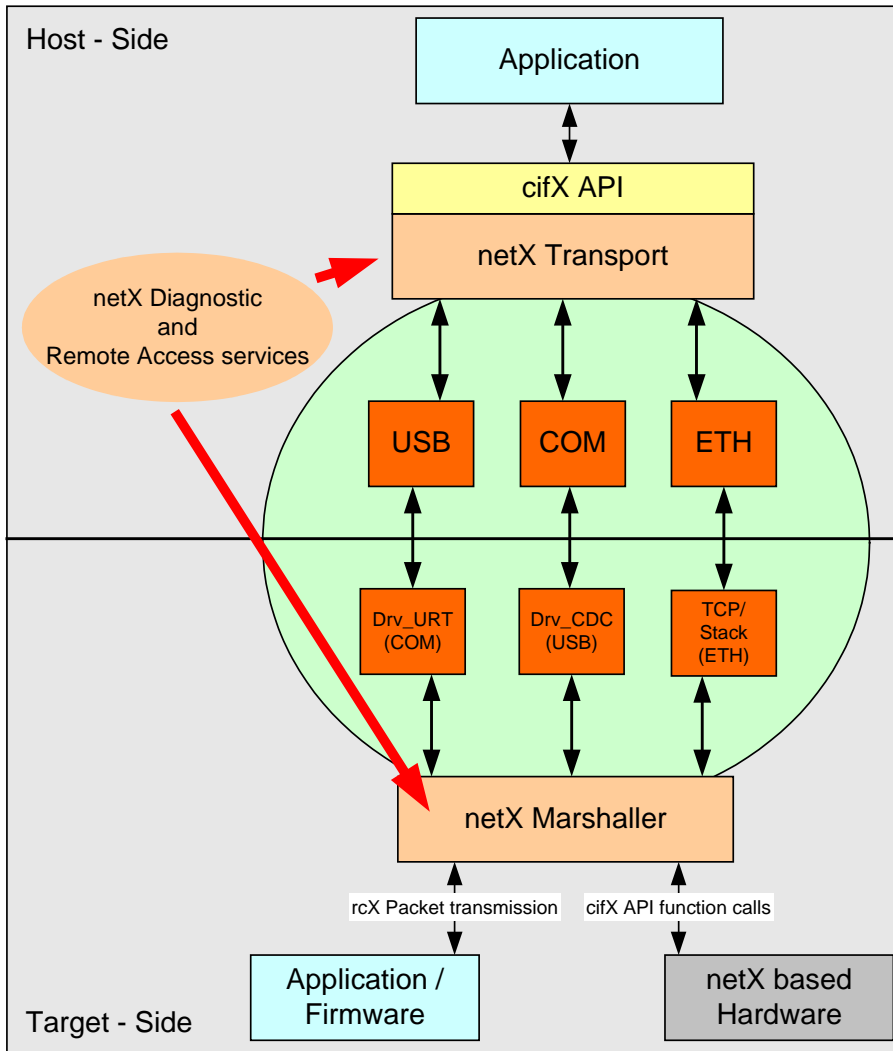 Host - Side
Application
cifX API
netX Transport
netX Diagnostic
and
Remote Access services
USB
COM
ETH
Drv_URT
(COM)
Drv_CDC
(USB)
TCP/
Stack
(ETH)
netX Marshaller
rcX Packet transmission
cifX API function calls
Application /
Firmware
netX based
Hardware
Target - Side